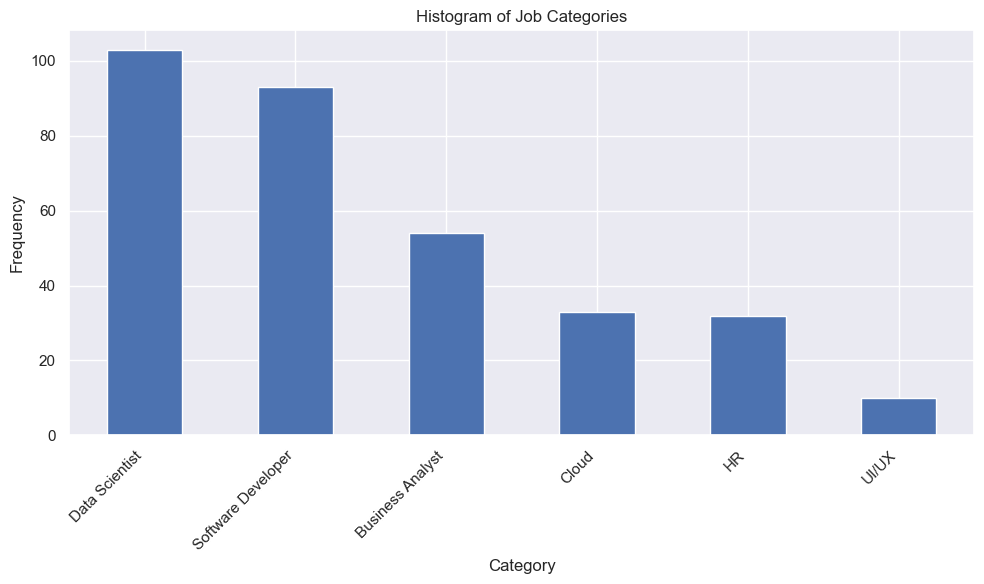 Histogram of Job Categories
Frequency
100
80
60
40
20
0
Data Scientist
Software Developer
Business Analyst
Cloud
HR
UI/UX
Category